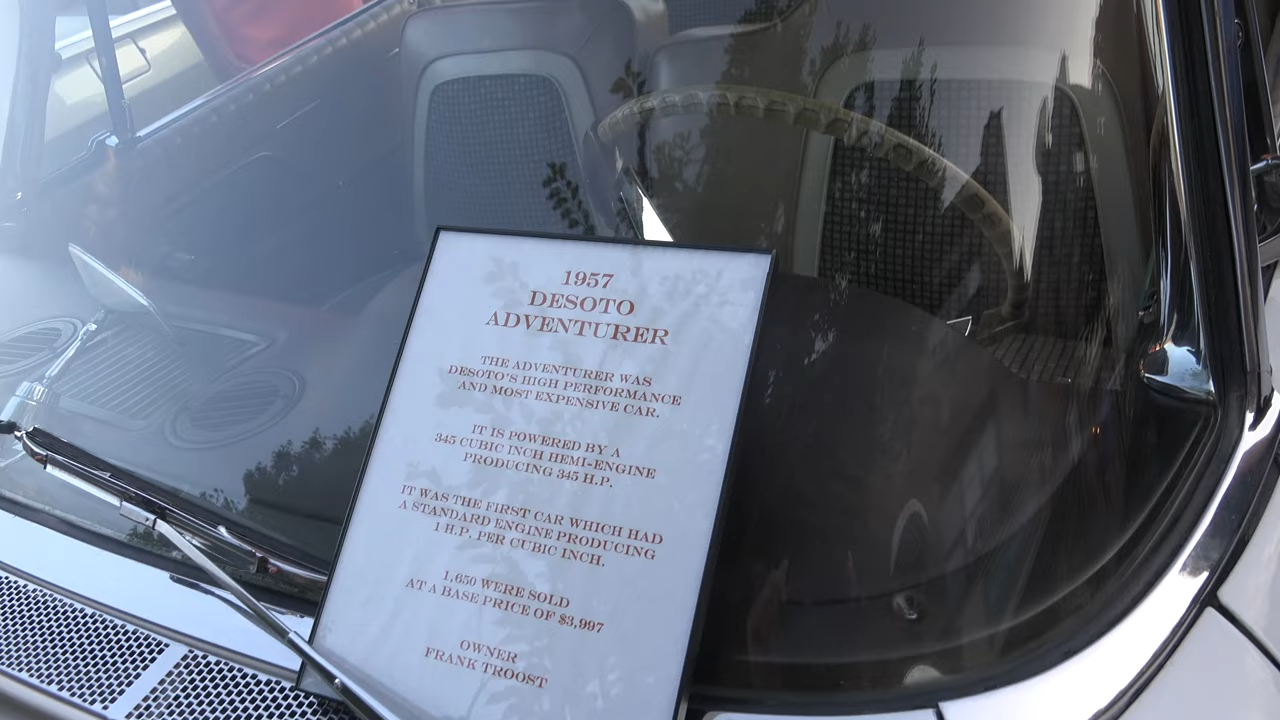 1957
DESOTO
ADVENTURER
THE ADVENTURER WAS
DESOTO'S HIGH PERFORMANCE
AND MOST EXPENSIVE CAR.
IT IS POWERED BY A
345 CUBIC INCH HEMI-ENGINE
PRODUCING 345 H.P.
IT WAS THE FIRST CAR WHICH HAD
A STANDARD ENGINE PRODUCING
1 H.P. PER CUBIC INCH.
1,650 WERE SOLD
AT A BASE PRICE OF $3,997
OWNER
FRANK TROOST